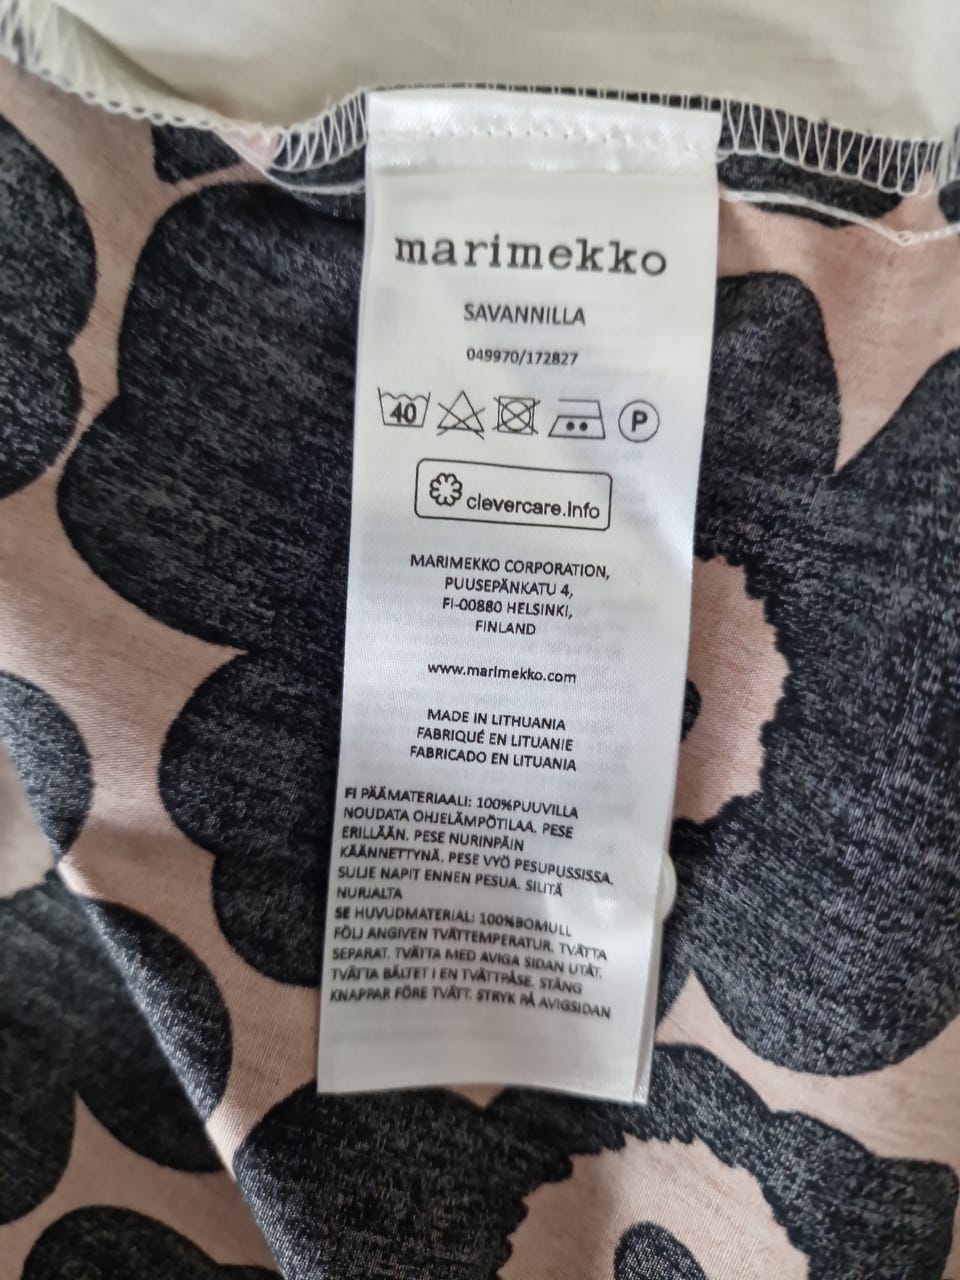 marimekko
SAVANNILLA
049970/172827
40 P
clevercare.info
MARIMEKKO CORPORATION,
PUUSEPÄNKATU 4,
FI-00880 HELSINKI,
FINLAND
www.marimekko.com
MADE IN LITHUANIA
FABRIQUÉ EN LITUANIE
FABRICADO EN LITUANIA
FI PÄÄMATERIAALI: 100%PUUVILLA
NOUDATA OHJELÄMPÖTILAA. PESE
ERILLÄÄN. PESE NURINPÄIN
KÄÄNNETTYNÄ. PESE VYÖ PESUPUSSISSA.
SULJE NAPIT ENNEN PESUA. SILITÄ
NURJALTA
SE HUVUDMATERIAL: 100%BOMULL
FÖLJ ANGIVEN TVÄTTEMPERATUR. TVÄTTA
SEPARAT. TVÄTTA MED AVIGA SIDAN UTÅT.
TVÄTTA BÄLTET I EN TVÄTTPÅSE. STÄNG
KNAPPAR FÖRE TVÄTT. STRYK PÅ AVIGSIDAN